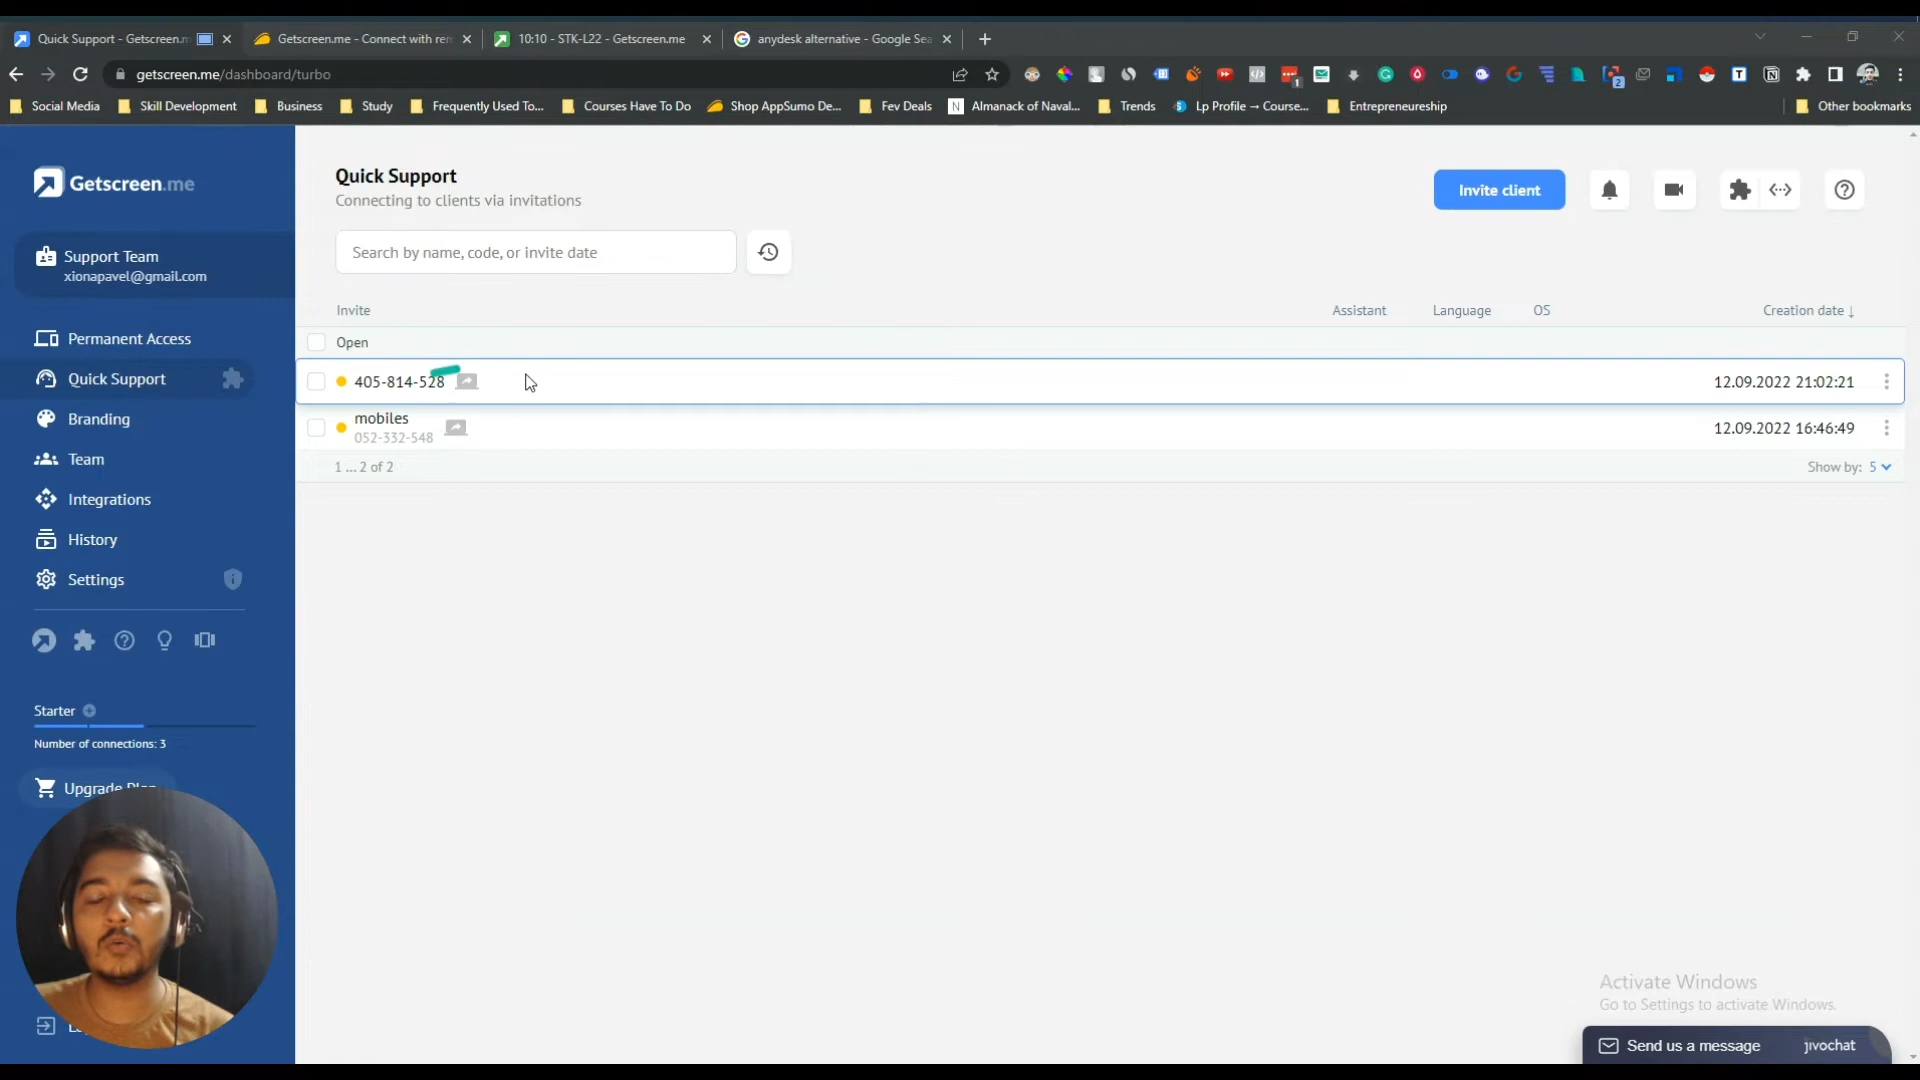 Quick Support - Getscreen.m
Getscreen.me - Connect with rem
10:10 - STK-L22 - Getscreen.me
anydesk alternative - Google Sea
getscreen.me/dashboard/turbo
Social Media
Skill Development
Business
Study
Frequently Used To...
Courses Have To Do
Shop AppSumo De...
Fev Deals
Almanack of Naval...
Trends
Lp Profile → Course...
Entrepreneureship
Other bookmarks
Getscreen.me
Support Team
xionapavel@gmail.com
Permanent Access
Quick Support
Branding
Team
Integrations
History
Settings
Starter
Number of connections: 3
Upgrade Plan
Quick Support
Connecting to clients via invitations
Invite client
Search by name, code, or invite date
Invite
Assistant
Language
OS
Creation date ↓
Open
405-814-528
12.09.2022 21:02:21
mobiles
052-332-548
12.09.2022 16:46:49
1 ... 2 of 2
Show by: 5
Activate Windows
Go to Settings to activate Windows.
Send us a message
jivochat